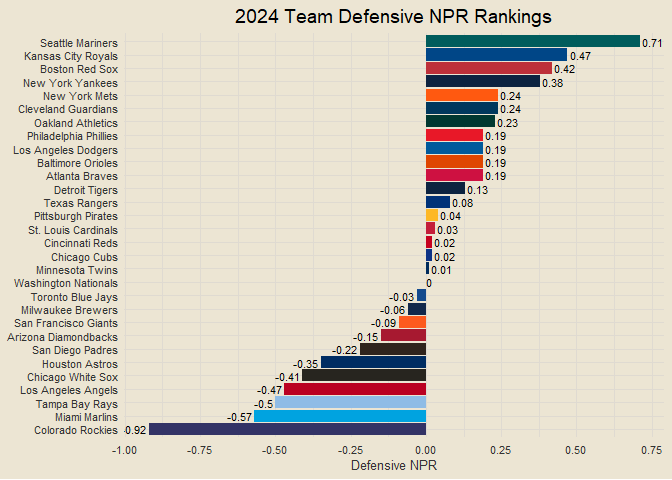 2024 Team Defensive NPR Rankings
Seattle Mariners 0.71
Kansas City Royals 0.47
Boston Red Sox 0.42
New York Yankees 0.38
New York Mets 0.24
Cleveland Guardians 0.24
Oakland Athletics 0.23
Philadelphia Phillies 0.19
Los Angeles Dodgers 0.19
Baltimore Orioles 0.19
Atlanta Braves 0.19
Detroit Tigers 0.13
Texas Rangers 0.08
Pittsburgh Pirates 0.04
St. Louis Cardinals 0.03
Cincinnati Reds 0.02
Chicago Cubs 0.02
Minnesota Twins 0.01
Washington Nationals 0
Toronto Blue Jays -0.03
Milwaukee Brewers -0.06
San Francisco Giants -0.09
Arizona Diamondbacks -0.15
San Diego Padres -0.22
Houston Astros -0.35
Chicago White Sox -0.41
Los Angeles Angels -0.47
Tampa Bay Rays -0.5
Miami Marlins -0.57
Colorado Rockies -0.92
-1.00 -0.75 -0.50 -0.25 0.00 0.25 0.50 0.75
Defensive NPR